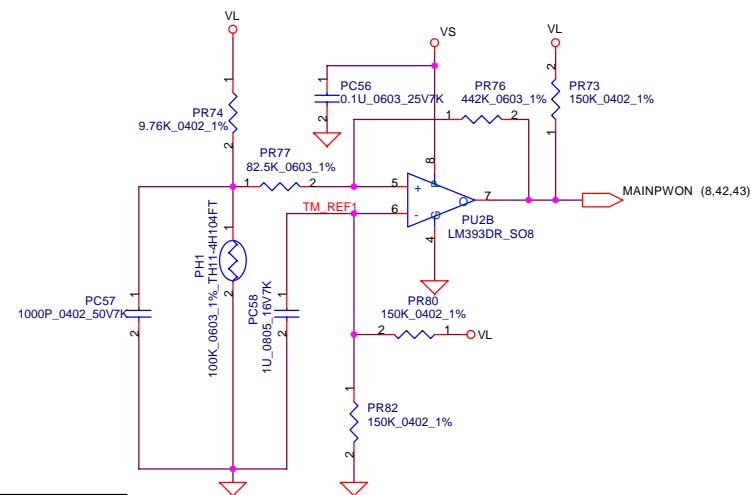 VL
VS
VL
1
PR74
9.76K_0402_1%
2
1
PC56
0.1U_0603_25V7K
2
PR76
442K_0603_1%
1
2
2
PR73
150K_0402_1%
1
PR77
82.5K_0603_1%
1
2
5
+
8
P
O
7
MAINPWON (8,42,43)
TM_REF1
6
-
G
4
PU2B
LM393DR_SO8
1
PH1
100K_0603_1%_TH11-4H104FT
2
1
PC57
1000P_0402_50V7K
2
1
PC58
1U_0805_16V7K
2
PR80
150K_0402_1%
2
1
VL
1
PR82
150K_0402_1%
2